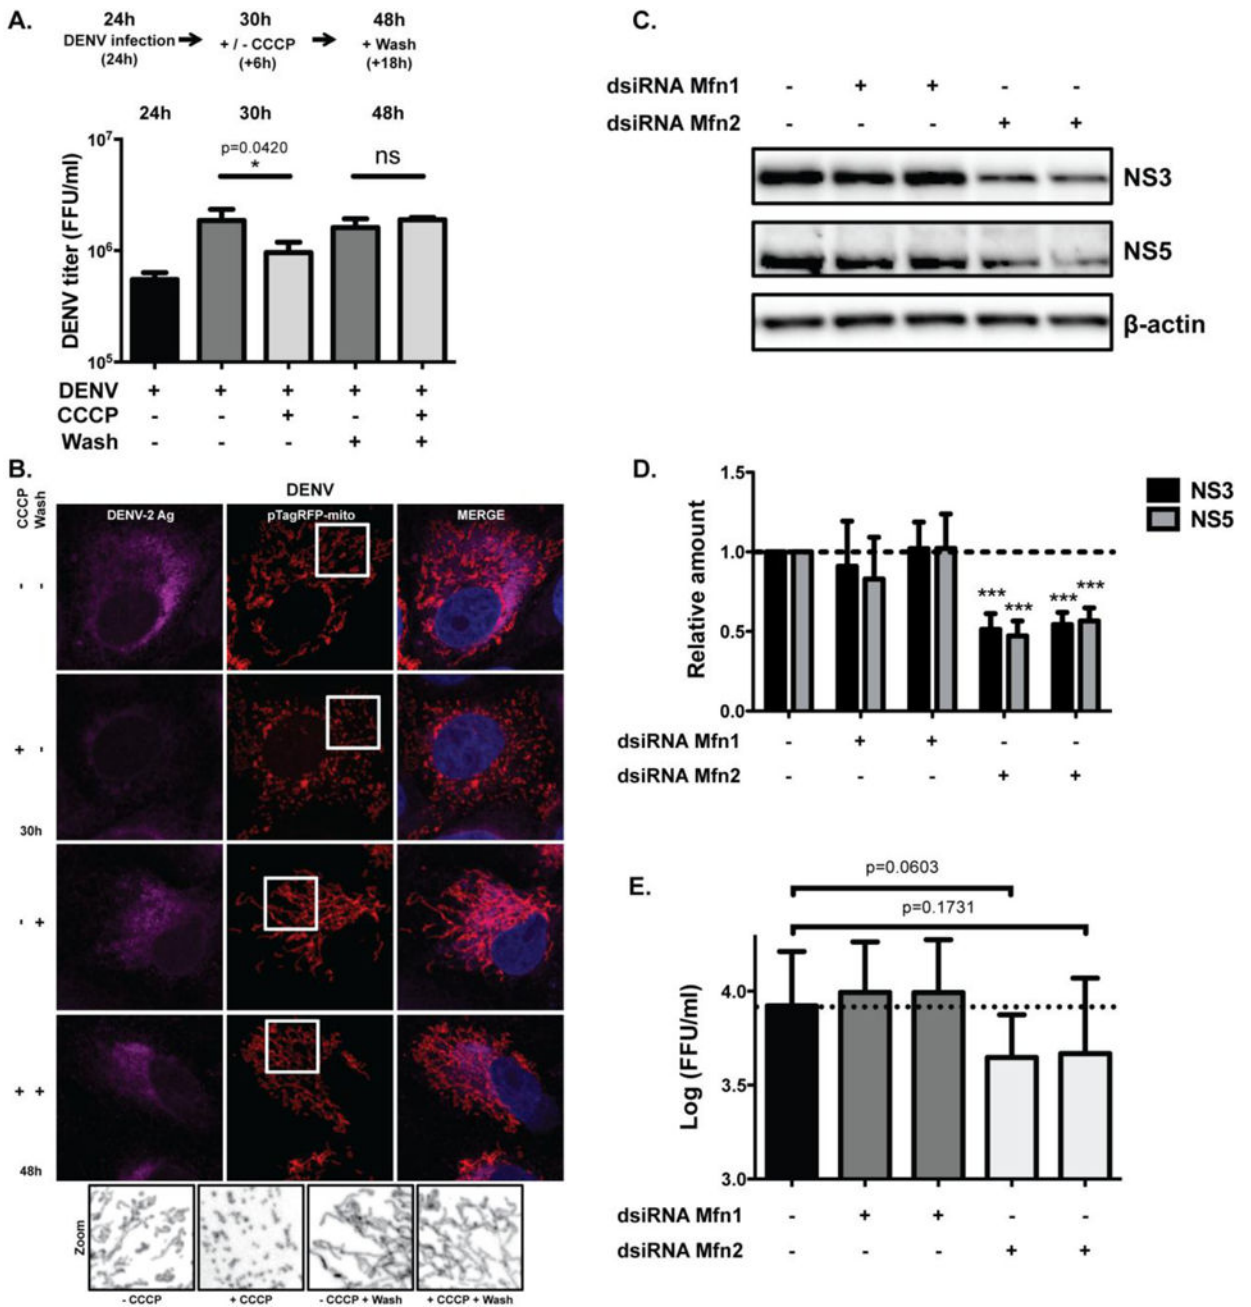 A.
24h 30h 48h
DENV infection + / - CCCP + Wash
(24h) (+6h) (+18h)
24h 30h 48h
10⁷
10⁶
10⁵
DENV titer (FFU/ml)
p=0.0420
*
ns
DENV + + + + +
CCCP - - + - +
Wash - - - + +
B.
CCCP
Wash
DENV
DENV-2 Ag pTagRFP-mito MERGE
- -
+ -
30h
- +
+ +
48h
Zoom
- CCCP + CCCP - CCCP + Wash + CCCP + Wash
C.
dsiRNA Mfn1 - + + - -
dsiRNA Mfn2 - - - + +
NS3
NS5
β-actin
D.
1.5
1.0
0.5
0.0
Relative amount
NS3
NS5
*** *** *** ***
dsiRNA Mfn1 - + + - -
dsiRNA Mfn2 - - - + +
E.
p=0.0603
p=0.1731
4.0
3.5
3.0
Log (FFU/ml)
dsiRNA Mfn1 - + + - -
dsiRNA Mfn2 - - - + +